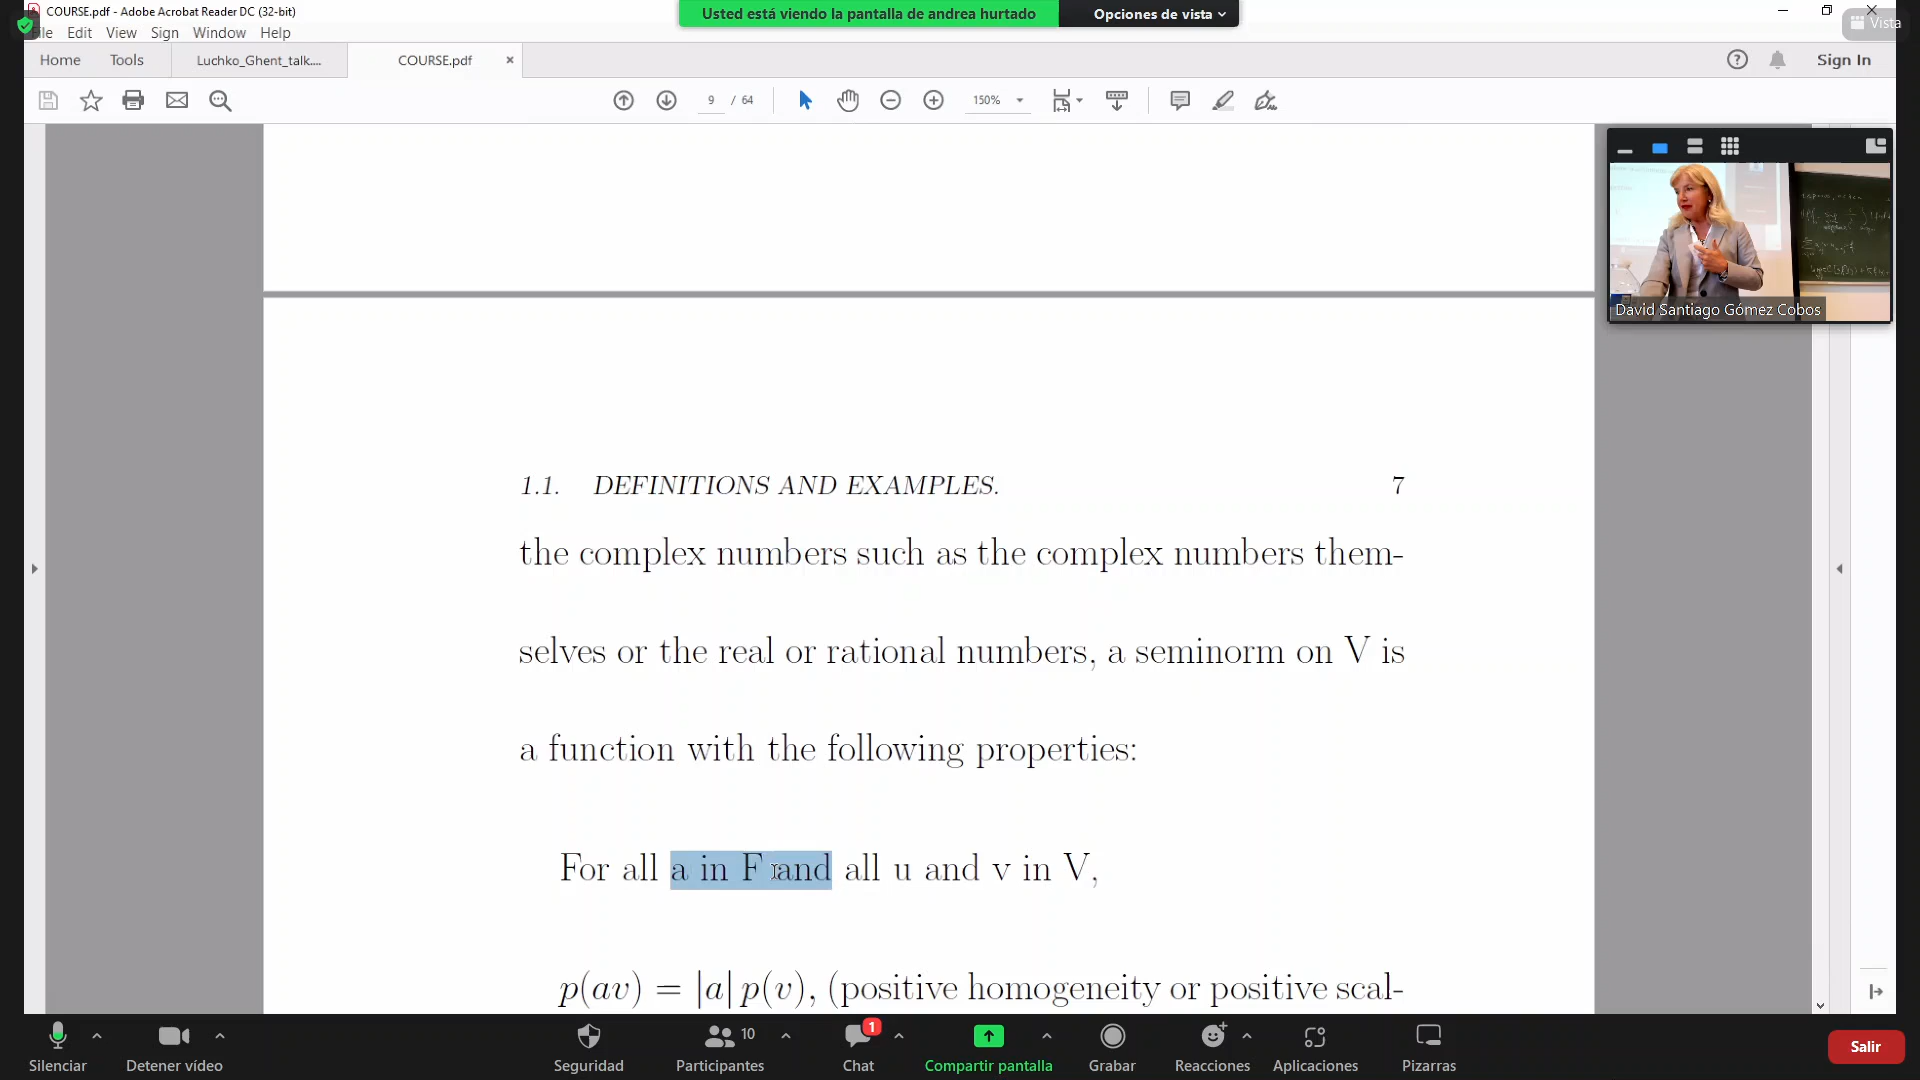 COURSE.pdf - Adobe Acrobat Reader DC (32-bit)
Usted está viendo la pantalla de andrea hurtado
Opciones de vista
Vista
File Edit View Sign Window Help
Home Tools Luchko_Ghent_talk.... COURSE.pdf × Sign In
9 / 64 150%
David Santiago Gómez Cobos
1.1. DEFINITIONS AND EXAMPLES. 7
the complex numbers such as the complex numbers them-
selves or the real or rational numbers, a seminorm on V is
a function with the following properties:
For all a in F and all u and v in V,
p(av) = |a| p(v), (positive homogeneity or positive scal-
Silenciar Detener vídeo Seguridad Participantes 10 Chat 1 Compartir pantalla Grabar Reacciones Aplicaciones Pizarras Salir